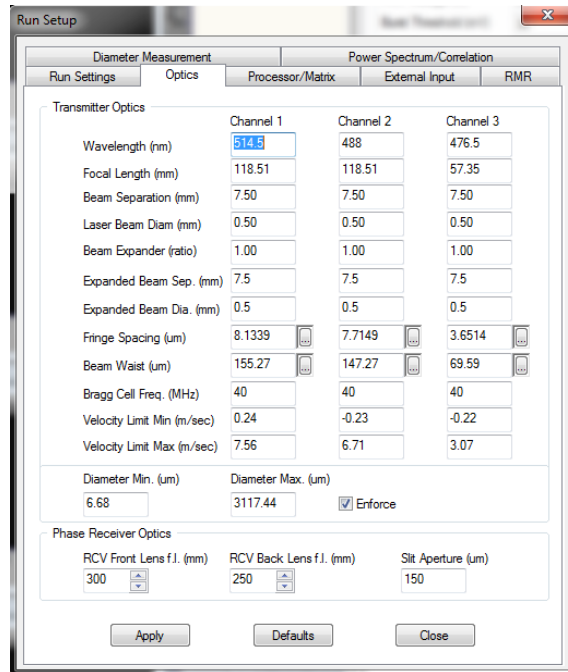 Run Setup
Diameter Measurement Power Spectrum/Correlation
Run Settings Optics Processor/Matrix External Input RMR
Transmitter Optics
Channel 1 Channel 2 Channel 3
Wavelength (nm) 514.5 488 476.5
Focal Length (mm) 118.51 118.51 57.35
Beam Separation (mm) 7.50 7.50 7.50
Laser Beam Diam (mm) 0.50 0.50 0.50
Beam Expander (ratio) 1.00 1.00 1.00
Expanded Beam Sep. (mm) 7.5 7.5 7.5
Expanded Beam Dia. (mm) 0.5 0.5 0.5
Fringe Spacing (um) 8.1339 ... 7.7149 ... 3.6514 ...
Beam Waist (um) 155.27 ... 147.27 ... 69.59 ...
Bragg Cell Freq. (MHz) 40 40 40
Velocity Limit Min (m/sec) 0.24 -0.23 -0.22
Velocity Limit Max (m/sec) 7.56 6.71 3.07
Diameter Min. (um) Diameter Max. (um)
6.68 3117.44 Enforce
Phase Receiver Optics
RCV Front Lens f.l. (mm) RCV Back Lens f.l. (mm) Slit Aperture (um)
300 250 150
Apply Defaults Close